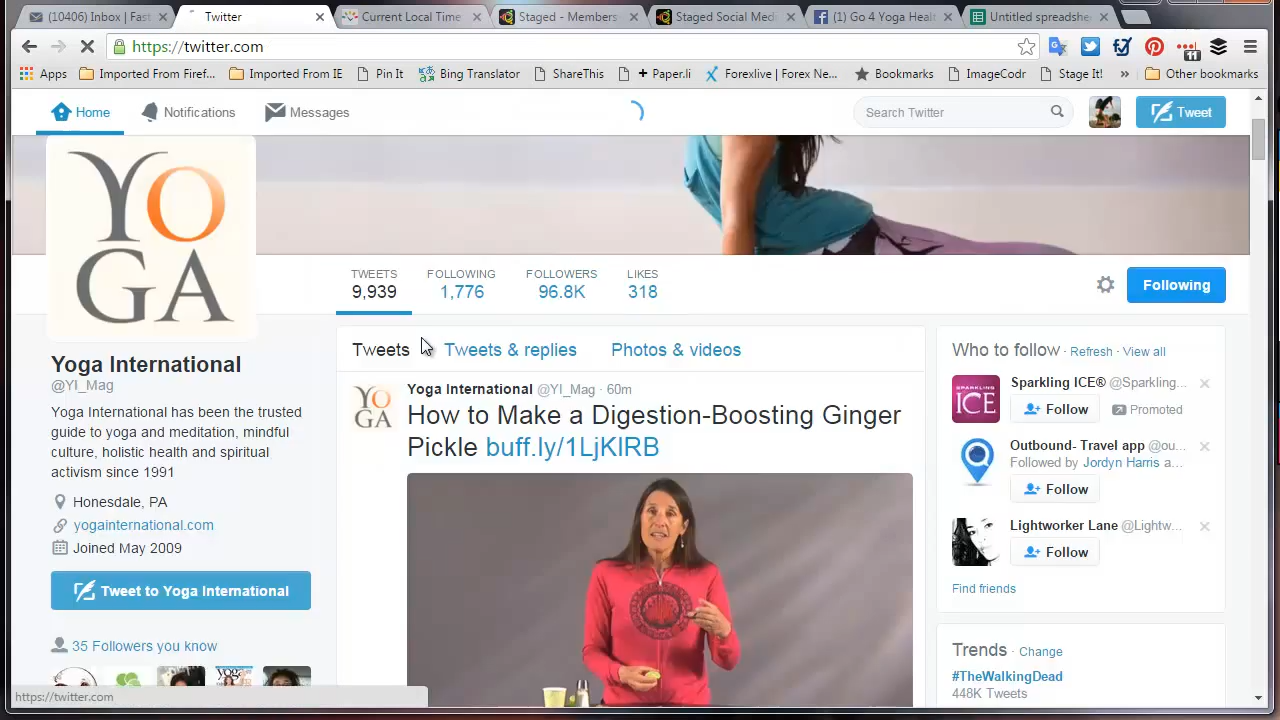 (10406) Inbox | Fast
Twitter
Current Local Time
Staged - Members
Staged Social Med
(1) Go 4 Yoga Heal
Untitled spreadshe
https://twitter.com
Apps
Imported From Firef...
Imported From IE
Pin It
Bing Translator
ShareThis
+ Paper.li
Forexlive | Forex Ne...
Bookmarks
ImageCodr
Stage It!
»
Other bookmarks
11
Home
Notifications
Messages
Search Twitter
Tweet
YOGA
TWEETS
9,939
FOLLOWING
1,776
FOLLOWERS
96.8K
LIKES
318
Following
Yoga International
@YI_Mag
Yoga International has been the trusted
guide to yoga and meditation, mindful
culture, holistic health and spiritual
activism since 1991
Honesdale, PA
yogainternational.com
Joined May 2009
Tweet to Yoga International
35 Followers you know
Tweets
Tweets & replies
Photos & videos
YOGA
Yoga International @YI_Mag · 60m
How to Make a Digestion-Boosting Ginger
Pickle buff.ly/1LjKlRB
Who to follow · Refresh · View all
SPARKLING
ICE
Sparkling ICE® @Sparkling...
Follow
Promoted
Outbound- Travel app @ou...
Followed by Jordyn Harris a...
Follow
Lightworker Lane @Lightw...
Follow
Find friends
Trends · Change
#TheWalkingDead
448K Tweets
https://twitter.com